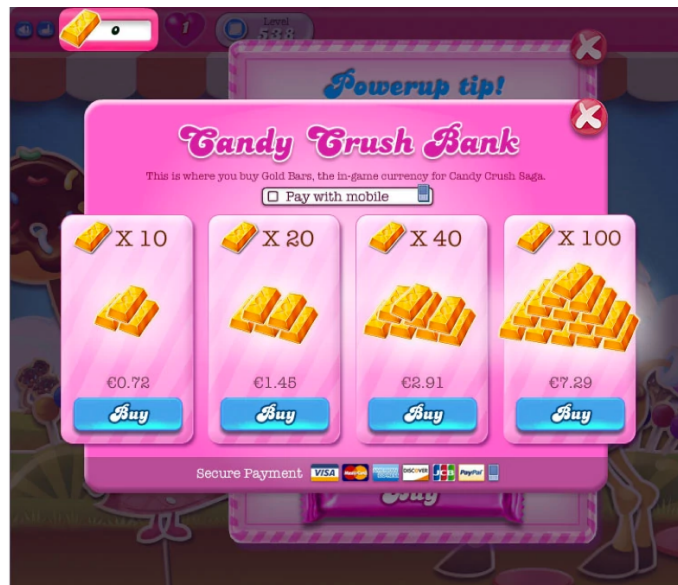 0
1
Level
538
Powerup tip!
Candy Crush Bank
This is where you buy Gold Bars, the in-game currency for Candy Crush Saga.
Pay with mobile
X 10
X 20
X 40
X 100
€0.72
€1.45
€2.91
€7.29
Buy
Buy
Buy
Buy
Secure Payment VISA MasterCard DISCOVER JCB PayPal
Buy